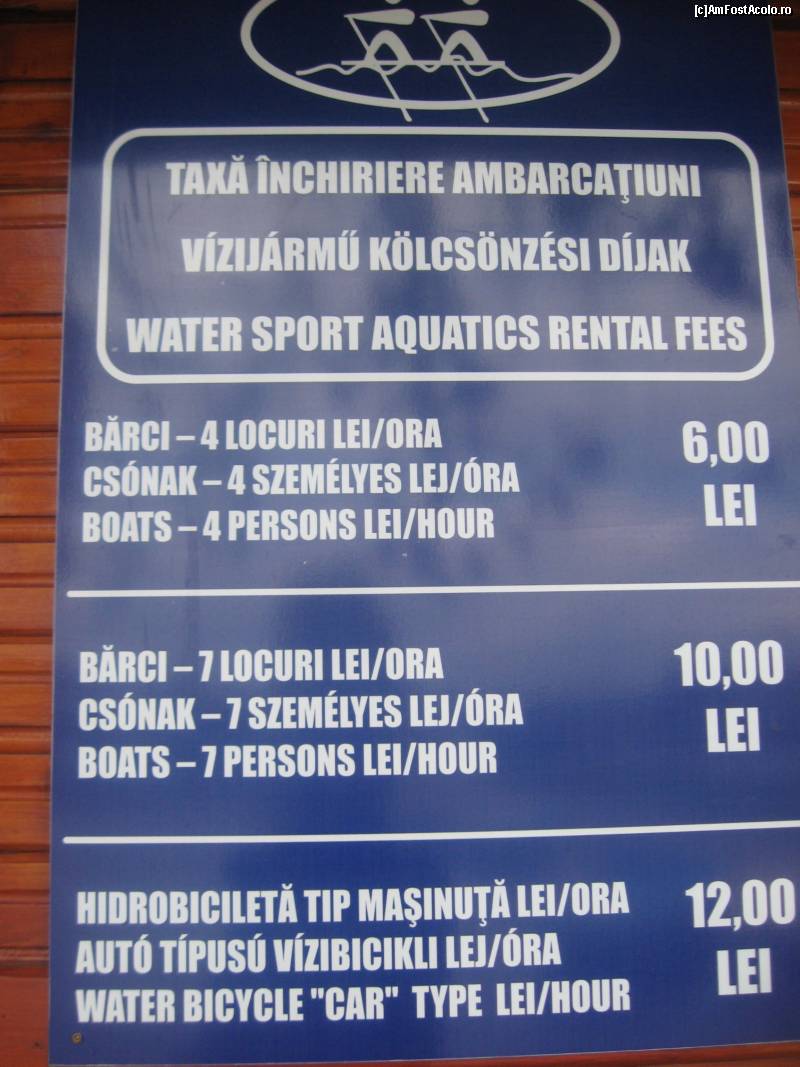 [c]AmFostAcolo.ro
TAXĂ ÎNCHIRIERE AMBARCAŢIUNI
VÍZIJÁRMŰ KÖLCSÖNZÉSI DÍJAK
WATER SPORT AQUATICS RENTAL FEES
BĂRCI – 4 LOCURI LEI/ORA
CSÓNAK – 4 SZEMÉLYES LEJ/ÓRA
BOATS – 4 PERSONS LEI/HOUR
6,00
LEI
BĂRCI – 7 LOCURI LEI/ORA
CSÓNAK – 7 SZEMÉLYES LEJ/ÓRA
BOATS – 7 PERSONS LEI/HOUR
10,00
LEI
HIDROBICILETĂ TIP MAŞINUŢĂ LEI/ORA
AUTÓ TÍPUSÚ VÍZIBICIKLI LEJ/ÓRA
WATER BICYCLE "CAR" TYPE LEI/HOUR
12,00
LEI